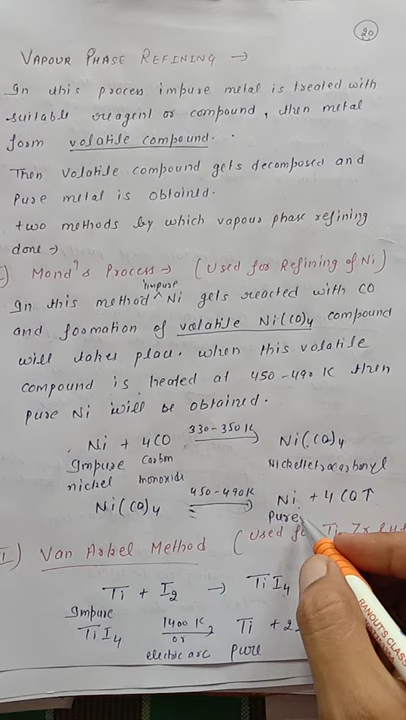 20
VAPOUR PHASE REFINING →
In this process impure metal is treated with
suitable reagent or compound, then metal
form volatile compound.
Then volatile compound gets decomposed and
Pure metal is obtained.
two methods by which vapour phase refining
done →
Mond's Process → (Used for Refining of Ni)
In this method impure Ni gets reacted with CO
and formation of volatile Ni(CO)4 compound
will takes place. when this volatile
compound is heated at 450-490 K then
pure Ni will be obtained.
Ni + 4CO 330-350 K → Ni(CO)4
Impure nickel Carbon monoxide Nickeltetracarbonyl
Ni(CO)4 450-490K → Ni + 4CO↑
Pure
I) Van Arkel Method (Used for Ti, Zr
Ti + I2 → TiI4
Impure
TiI4 1400 K or electric arc → Ti + 2
pure
RANOUTS CLASS